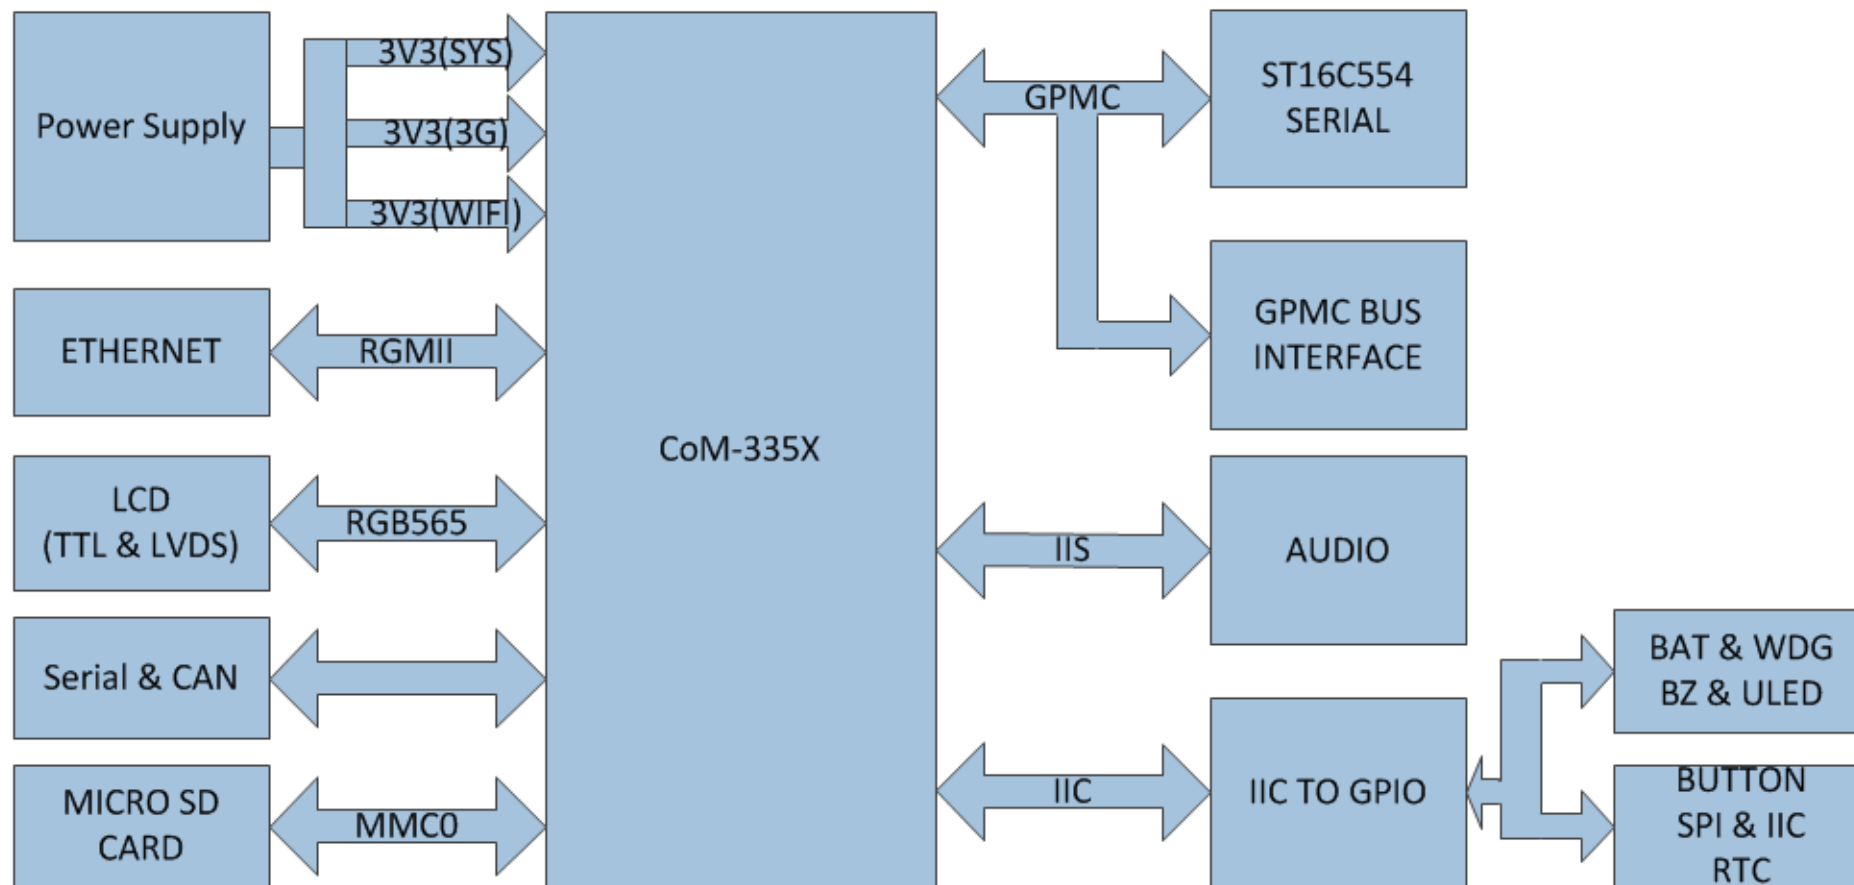 Power Supply
3V3(SYS)
3V3(3G)
3V3(WIFI)
ETHERNET
RGMII
LCD
(TTL & LVDS)
RGB565
Serial & CAN
MICRO SD
CARD
MMC0
CoM-335X
GPMC
ST16C554
SERIAL
GPMC BUS
INTERFACE
IIS
AUDIO
IIC
IIC TO GPIO
BAT & WDG
BZ & ULED
BUTTON
SPI & IIC
RTC